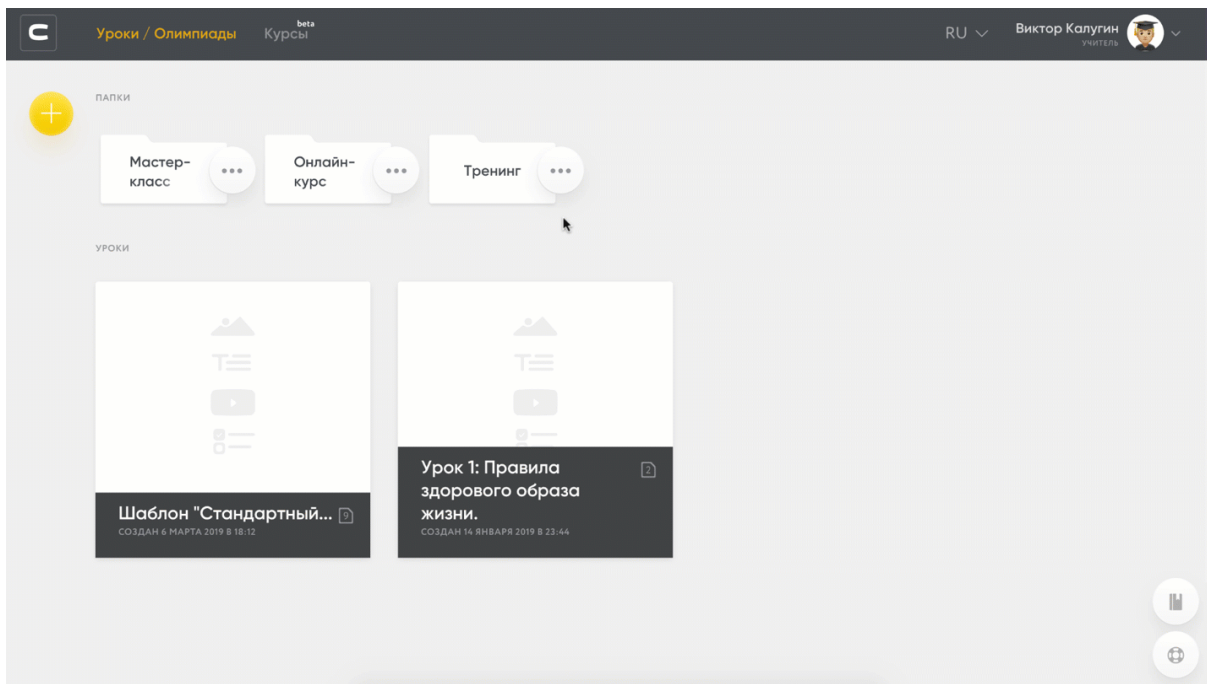 Уроки / Олимпиады
Курсы beta
RU
Виктор Калугин
УЧИТЕЛЬ
ПАПКИ
Мастер-
класс
Онлайн-
курс
Тренинг
УРОКИ
Шаблон "Стандартный... 9
СОЗДАН 6 МАРТА 2019 В 18:12
Урок 1: Правила 2
здорового образа
жизни.
СОЗДАН 14 ЯНВАРЯ 2019 В 23:44